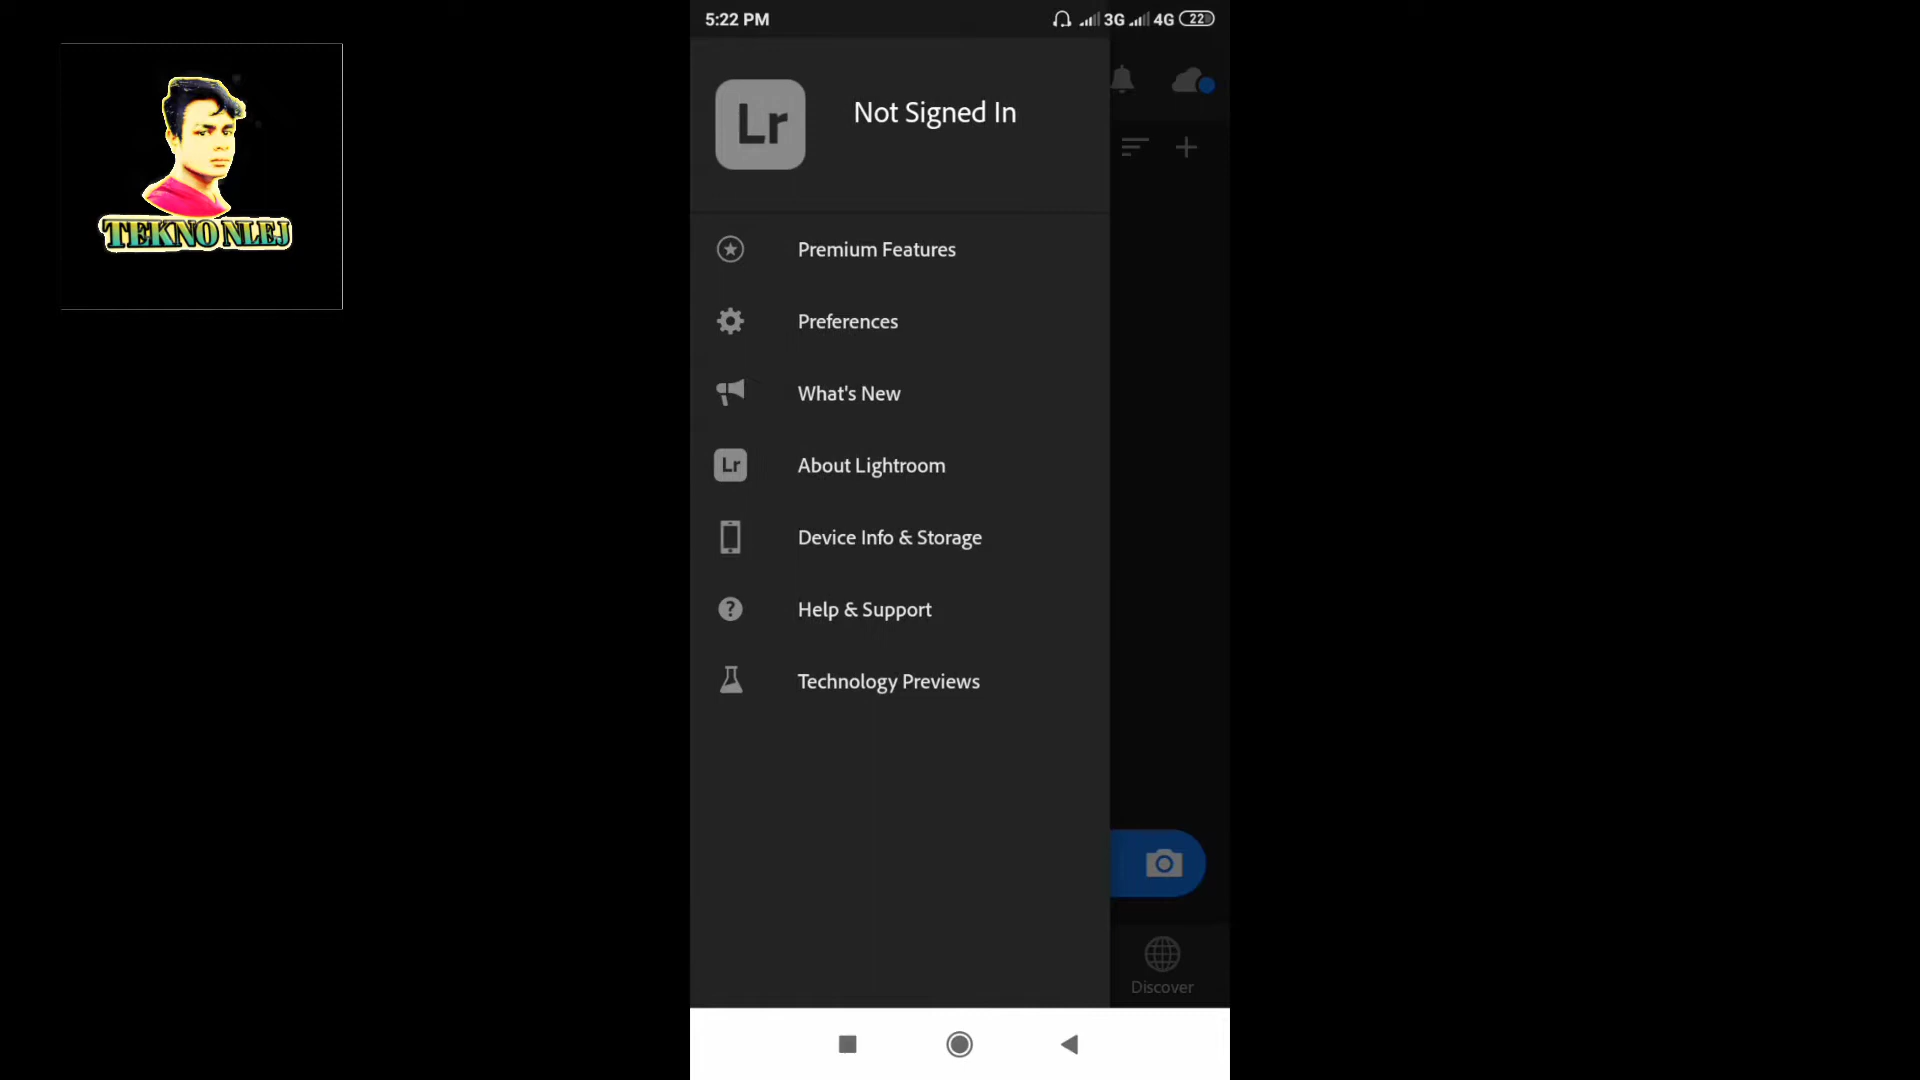 5:22 PM 3G 4G 22
TEKNO NLEJ
Lr Not Signed In
Premium Features
Preferences
What's New
Lr About Lightroom
Device Info & Storage
? Help & Support
Technology Previews
Discover